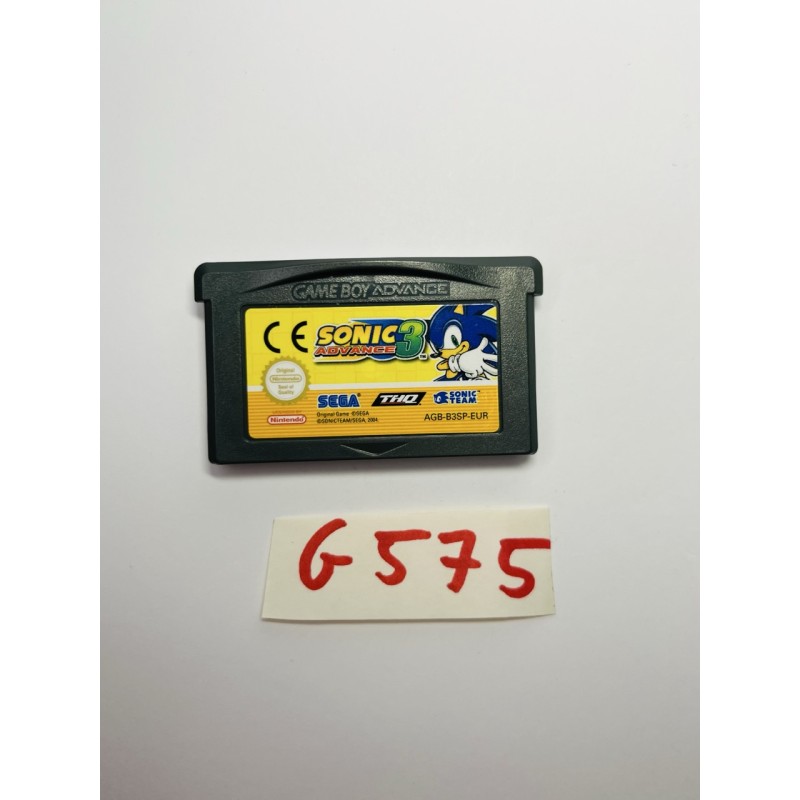 GAME BOY ADVANCE
CE
SONIC
ADVANCE 3 ™
Original
Nintendo
Seal of
Quality
Nintendo
SEGA
THQ
SONIC
TEAM
Original Game ©SEGA
©SONICTEAM/SEGA, 2004.
AGB-B3SP-EUR
G575